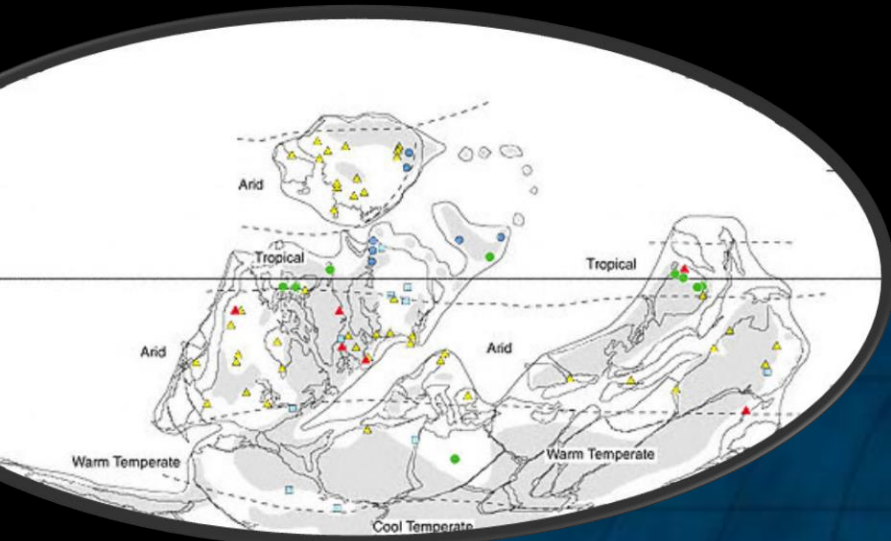 Arid
Tropical
Tropical
Arid
Arid
Warm Temperate
Warm Temperate
Cool Temperate